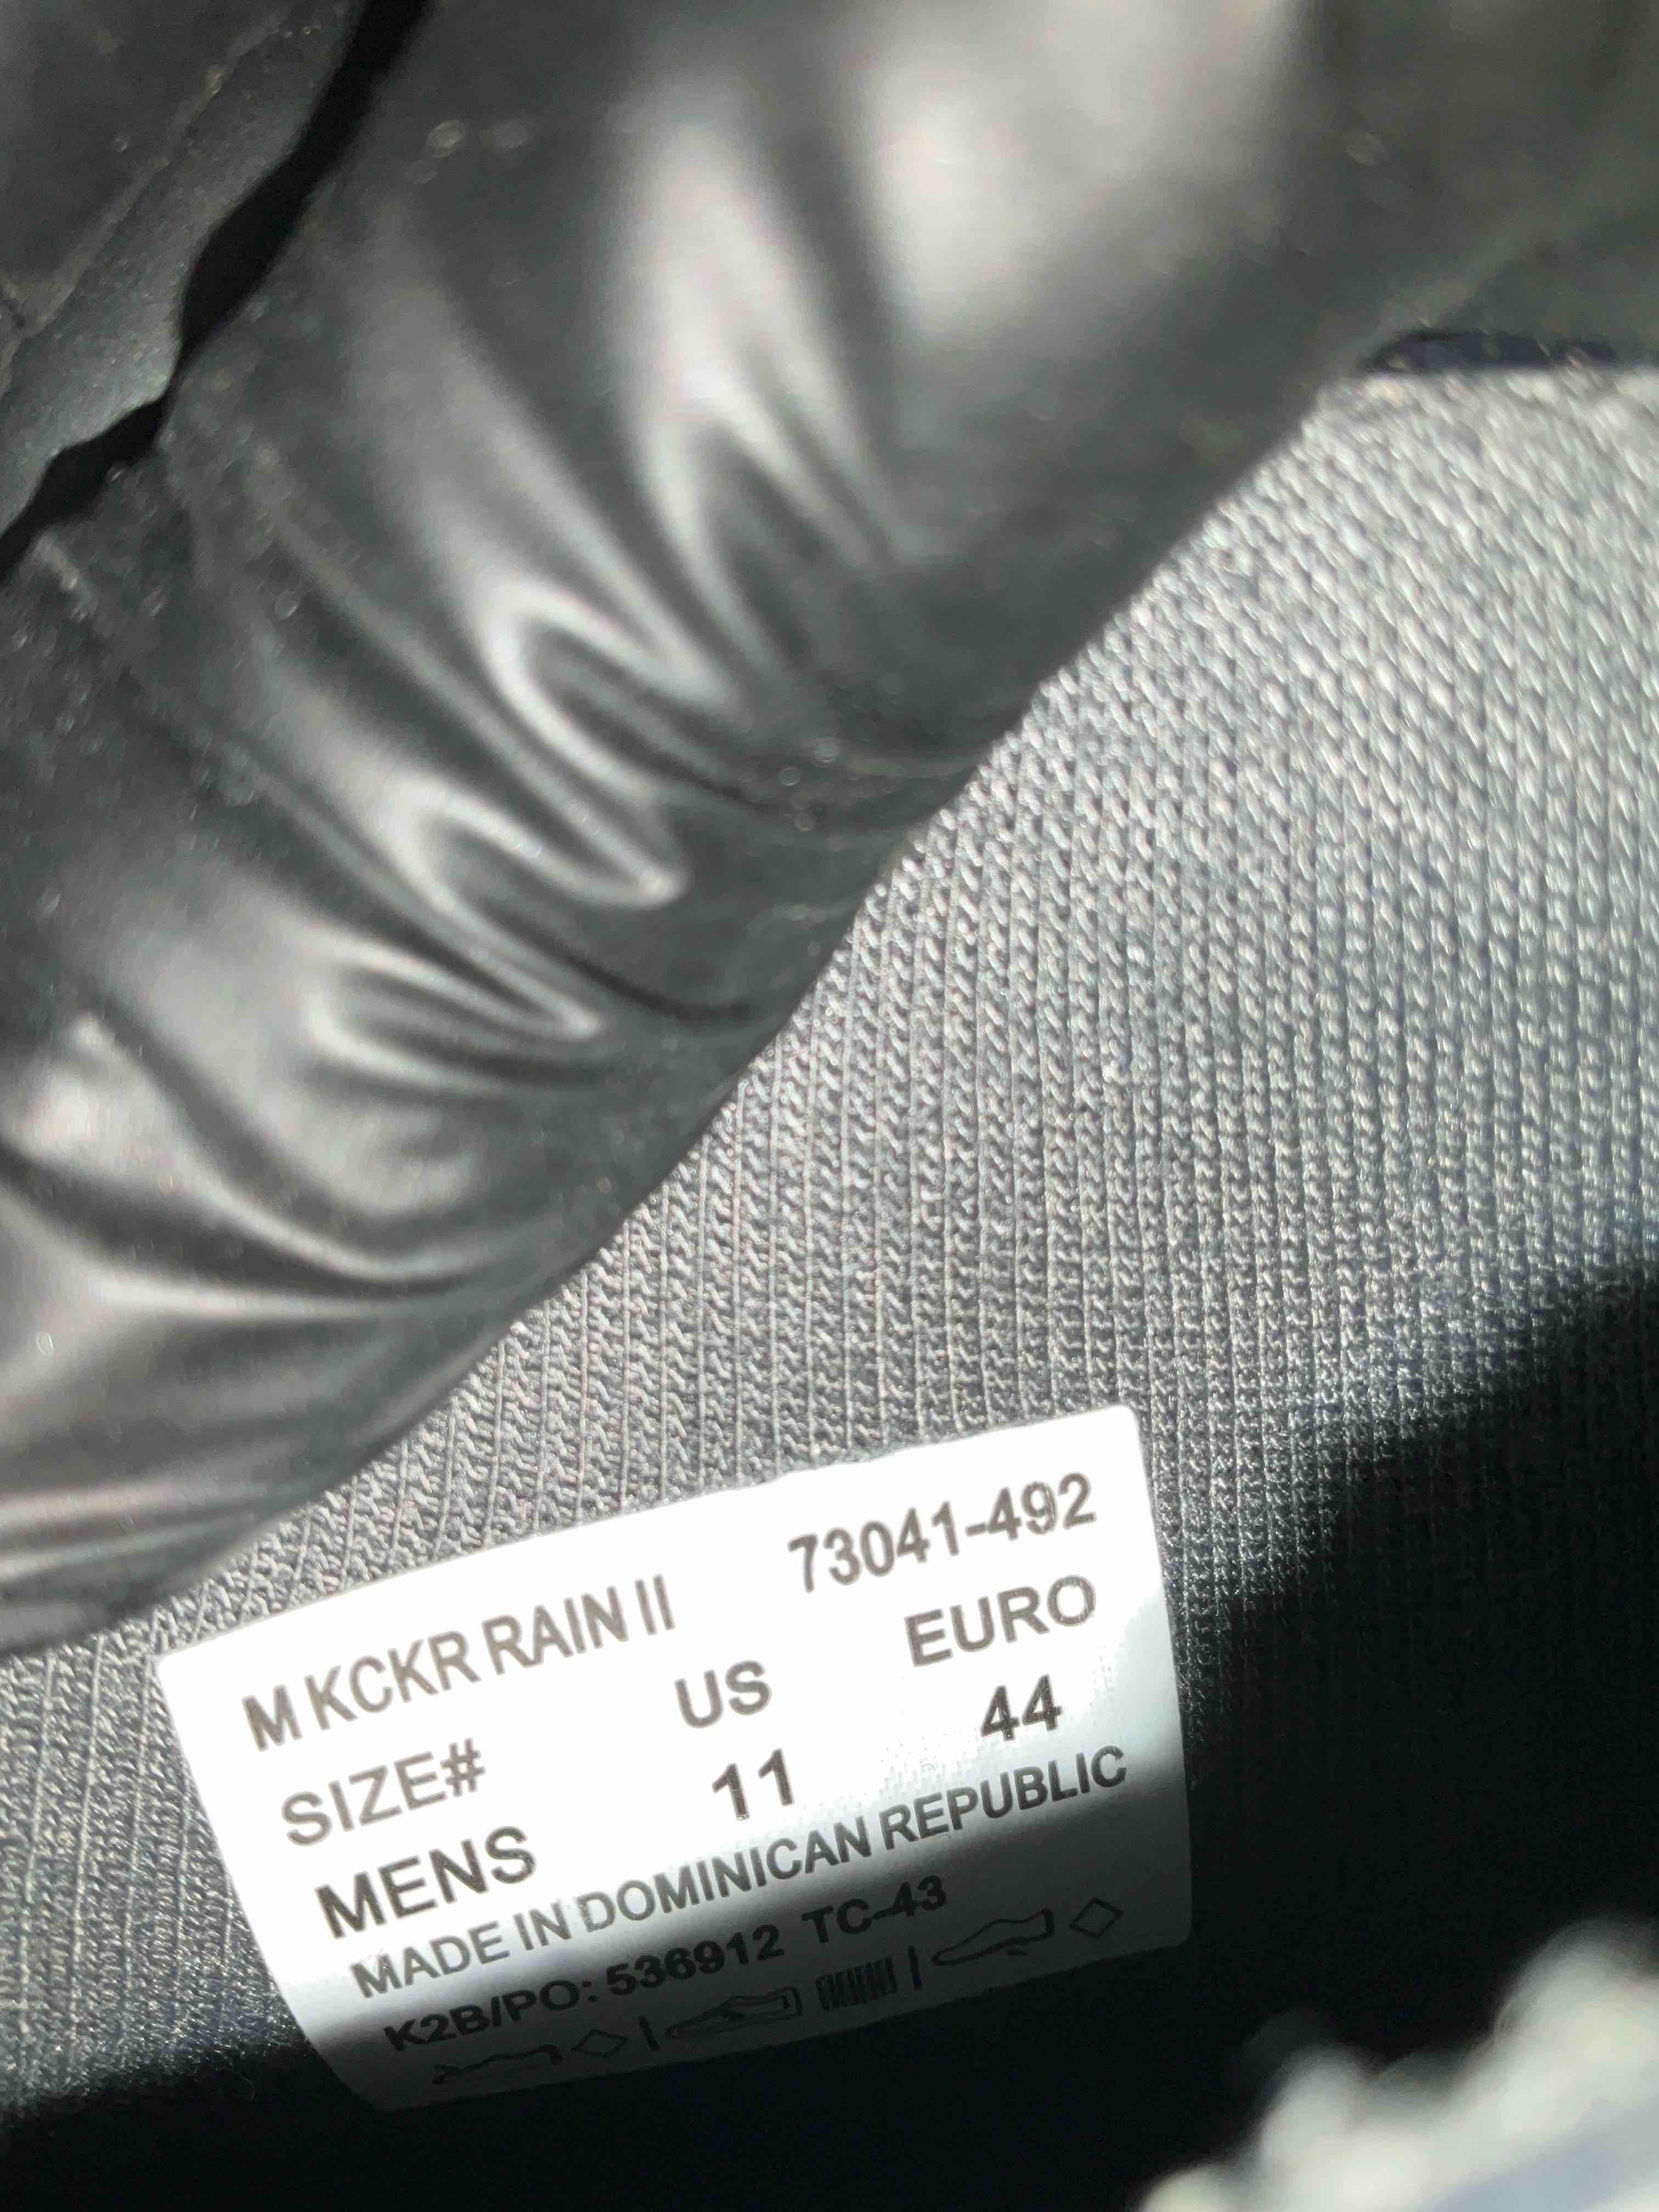 M KCKR RAIN II 73041-492
SIZE# US EURO
MENS 11 44
MADE IN DOMINICAN REPUBLIC
K2B/PO: 536912 TC-43